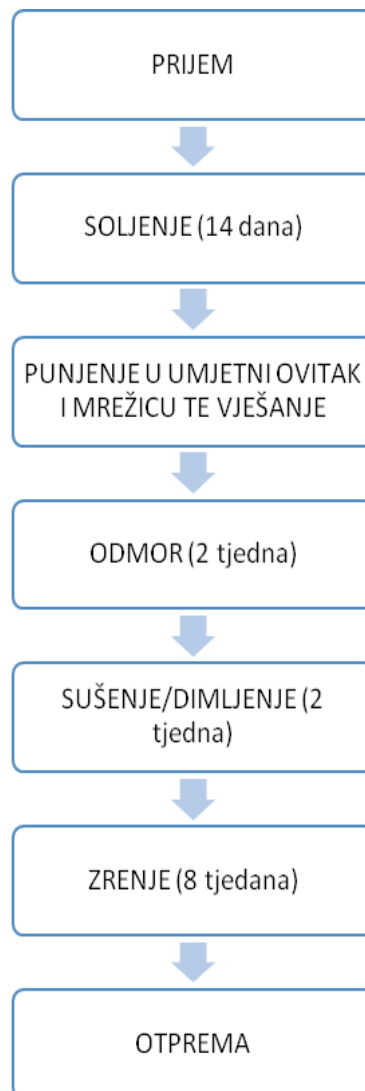 PRIJEM
SOLJENJE (14 dana)
PUNJENJE U UMJETNI OVITAK
I MREŽICU TE VJEŠANJE
ODMOR (2 tjedna)
SUŠENJE/DIMLJENJE (2
tjedna)
ZRENJE (8 tjedana)
OTPREMA